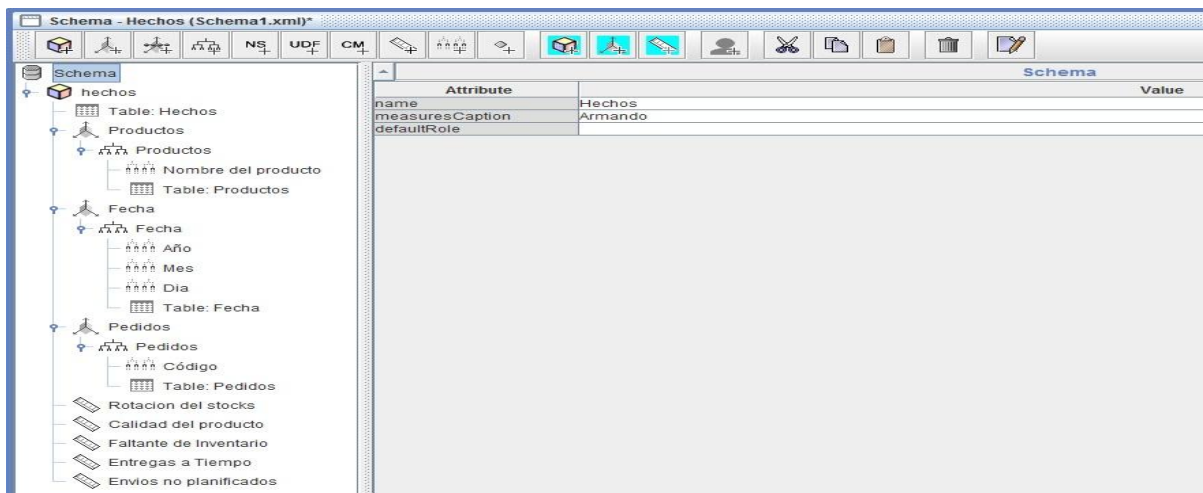 Schema - Hechos (Schema1.xml)*
NS UDF CM
Schema
hechos
Table: Hechos
Productos
Productos
Nombre del producto
Table: Productos
Fecha
Fecha
Año
Mes
Dia
Table: Fecha
Pedidos
Pedidos
Código
Table: Pedidos
Rotacion del stocks
Calidad del producto
Faltante de Inventario
Entregas a Tiempo
Envios no planificados
Schema
Attribute Value
name Hechos
measuresCaption Armando
defaultRole